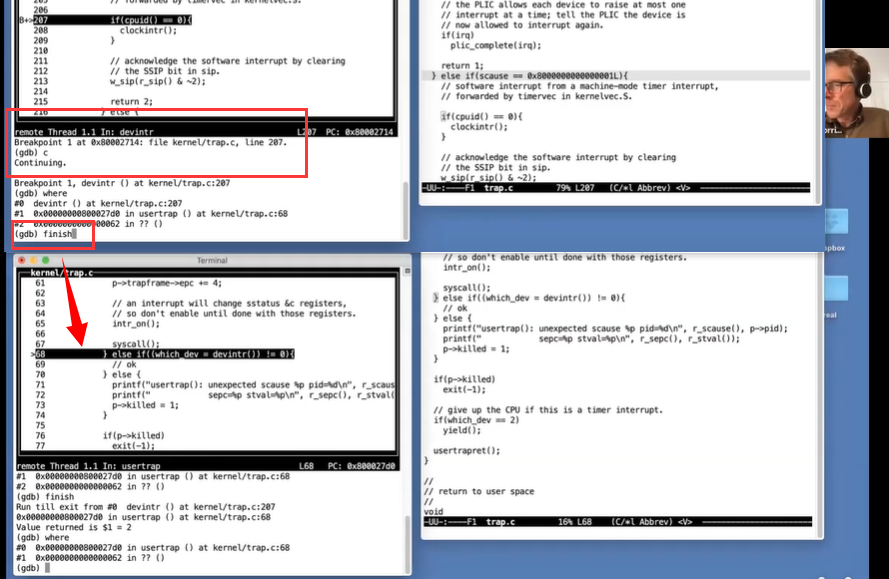 206
B+>207 if(cpuid() == 0){
208 clockintr();
209 }
210
211 // acknowledge the software interrupt by clearing
212 // the SSIP bit in sip.
213 w_sip(r_sip() & ~2);
214
215 return 2;
216 } else {
remote Thread 1.1 In: devintr L207 PC: 0x80002714
Breakpoint 1 at 0x80002714: file kernel/trap.c, line 207.
(gdb) c
Continuing.
Breakpoint 1, devintr () at kernel/trap.c:207
(gdb) where
#0 devintr () at kernel/trap.c:207
#1 0x00000000800027d0 in usertrap () at kernel/trap.c:68
#2 0x0000000000000062 in ?? ()
(gdb) finish
// the PLIC allows each device to raise at most one
// interrupt at a time; tell the PLIC the device is
// now allowed to interrupt again.
if(irq)
plic_complete(irq);
return 1;
} else if(scause == 0x8000000000000001L){
// software interrupt from a machine-mode timer interrupt,
// forwarded by timervec in kernelvec.S.
if(cpuid() == 0){
clockintr();
}
// acknowledge the software interrupt by clearing
// the SSIP bit in sip.
w_sip(r_sip() & ~2);
-UU-:----F1 trap.c 79% L207 (C/*l Abbrev) <V>
Terminal
kernel/trap.c
61 p->trapframe->epc += 4;
62
63 // an interrupt will change sstatus &c registers,
64 // so don't enable until done with those registers.
65 intr_on();
66
67 syscall();
>68 } else if((which_dev = devintr()) != 0){
69 // ok
70 } else {
71 printf("usertrap(): unexpected scause %p pid=%d\n", r_scaus
72 printf(" sepc=%p stval=%p\n", r_sepc(), r_stval(
73 p->killed = 1;
74 }
75
76 if(p->killed)
77 exit(-1);
remote Thread 1.1 In: usertrap L68 PC: 0x800027d0
#1 0x00000000800027d0 in usertrap () at kernel/trap.c:68
#2 0x0000000000000062 in ?? ()
(gdb) finish
Run till exit from #0 devintr () at kernel/trap.c:207
0x00000000800027d0 in usertrap () at kernel/trap.c:68
Value returned is $1 = 2
(gdb) where
#0 0x00000000800027d0 in usertrap () at kernel/trap.c:68
#1 0x0000000000000062 in ?? ()
(gdb)
// so don't enable until done with those registers.
intr_on();
syscall();
} else if((which_dev = devintr()) != 0){
// ok
} else {
printf("usertrap(): unexpected scause %p pid=%d\n", r_scause(), p->pid);
printf(" sepc=%p stval=%p\n", r_sepc(), r_stval());
p->killed = 1;
}
if(p->killed)
exit(-1);
// give up the CPU if this is a timer interrupt.
if(which_dev == 2)
yield();
usertrapret();
}
//
// return to user space
//
void
-UU-:----F1 trap.c 16% L68 (C/*l Abbrev) <V>